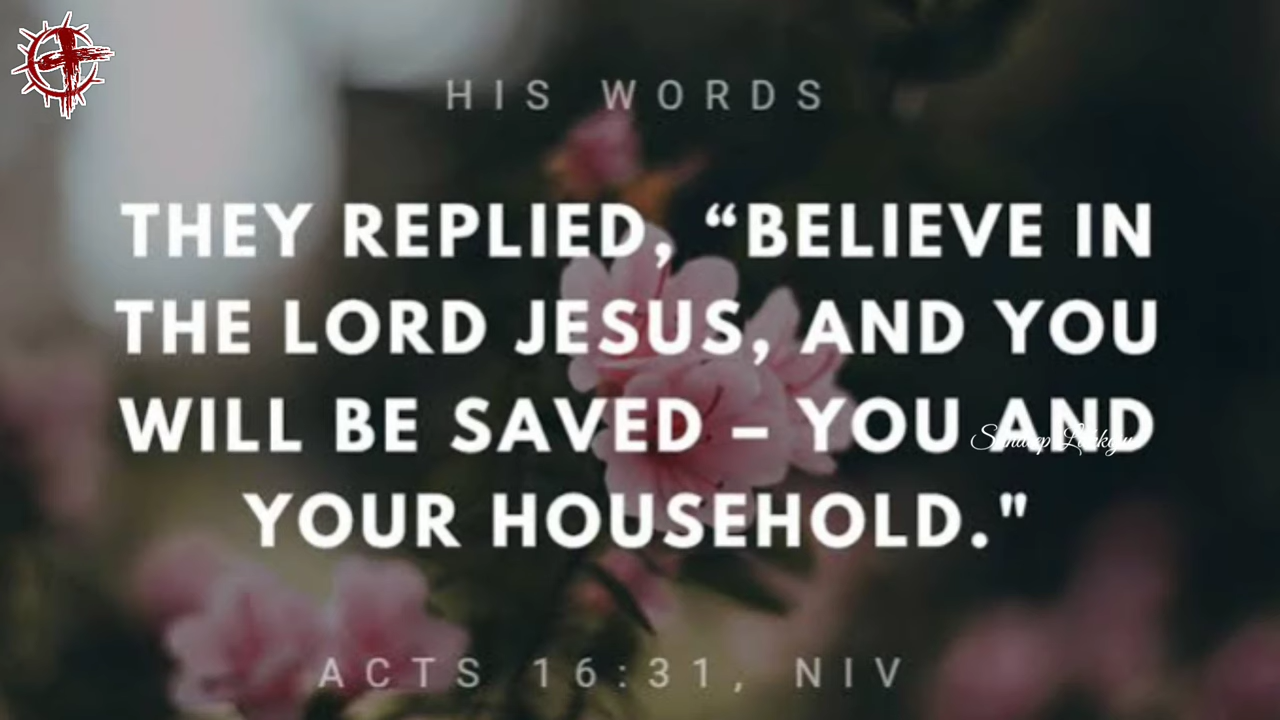 HIS WORDS
THEY REPLIED, “BELIEVE IN
THE LORD JESUS, AND YOU
WILL BE SAVED – YOU AND
YOUR HOUSEHOLD."
ACTS 16:31, NIV